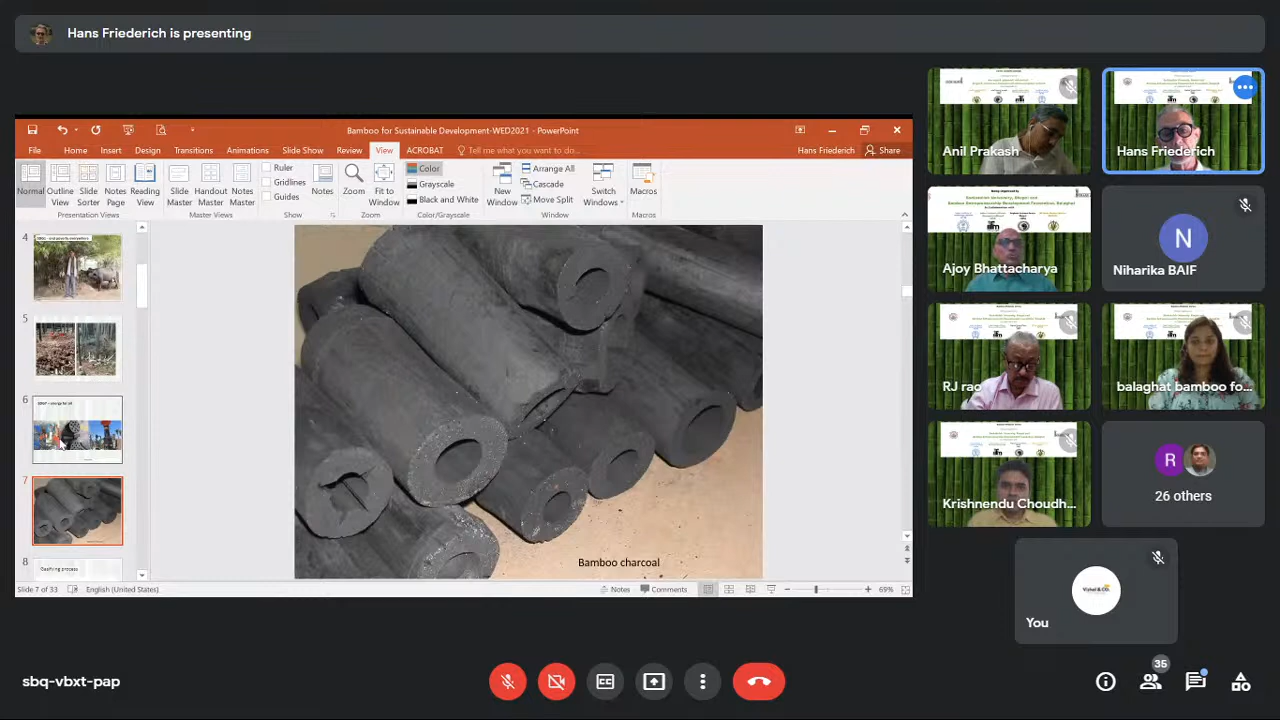 Hans Friederich is presenting
Bamboo for Sustainable Development-WED2021 - PowerPoint
File Home Insert Design Transitions Animations Slide Show Review View ACROBAT Tell me what you want to do... Hans Friederich Share
Normal Outline View Slide Sorter Notes Page Reading View
Presentation Views
Slide Master Handout Master Notes Master
Master Views
Ruler
Gridlines
Guides
Show
Notes
Zoom Fit to Window
Zoom
Color
Grayscale
Black and White
Color/Grayscale
New Window
Arrange All
Cascade
Move Split
Switch Windows
Window
Macros
Macros
4
5
6
7
8
Gasifying process
Bamboo charcoal
Slide 7 of 33 English (United States) Notes Comments 69%
Anil Prakash
Hans Friederich
Ajoy Bhattacharya
N
Niharika BAIF
RJ rao
balaghat bamboo fo...
Krishnendu Choudh...
R
26 others
Vishal & CO.
You
sbq-vbxt-pap
CC
35